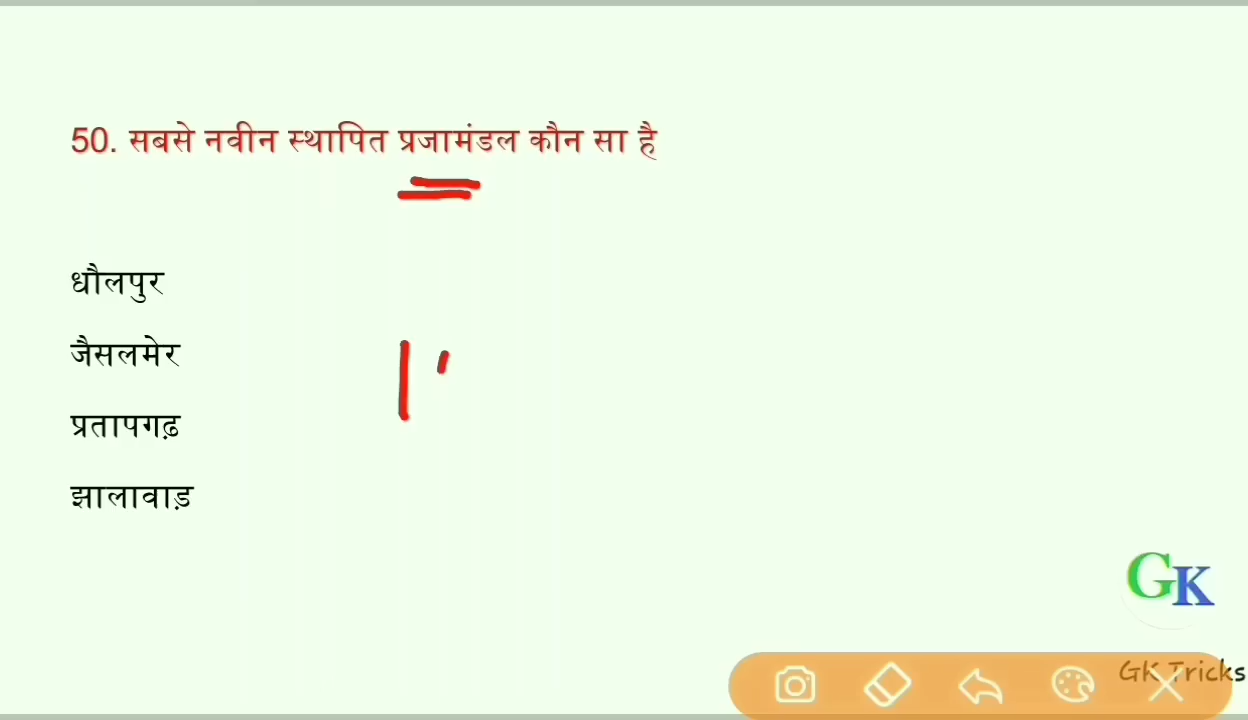 50. सबसे नवीन स्थापित प्रजामंडल कौन सा है
धौलपुर
जैसलमेर
प्रतापगढ़
झालावाड़
GK
GK Tricks